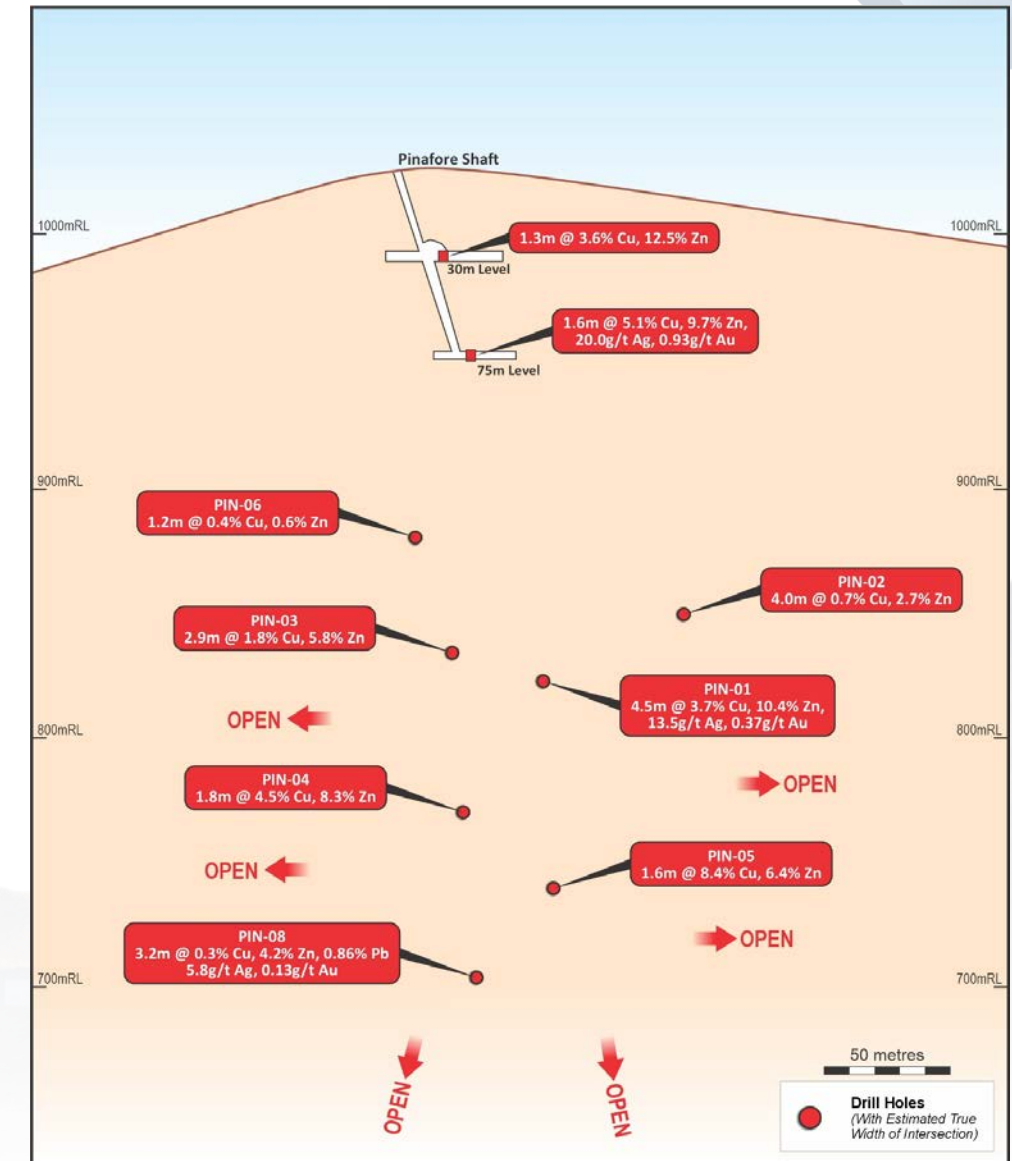 Pinafore Shaft
1000mRL
1000mRL
1.3m @ 3.6% Cu, 12.5% Zn
30m Level
1.6m @ 5.1% Cu, 9.7% Zn,
20.0g/t Ag, 0.93g/t Au
75m Level
900mRL
900mRL
PIN-06
1.2m @ 0.4% Cu, 0.6% Zn
PIN-02
4.0m @ 0.7% Cu, 2.7% Zn
PIN-03
2.9m @ 1.8% Cu, 5.8% Zn
PIN-01
4.5m @ 3.7% Cu, 10.4% Zn,
13.5g/t Ag, 0.37g/t Au
OPEN
800mRL
800mRL
PIN-04
1.8m @ 4.5% Cu, 8.3% Zn
OPEN
PIN-05
1.6m @ 8.4% Cu, 6.4% Zn
OPEN
PIN-08
3.2m @ 0.3% Cu, 4.2% Zn, 0.86% Pb
5.8g/t Ag, 0.13g/t Au
OPEN
700mRL
700mRL
OPEN
OPEN
50 metres
Drill Holes
(With Estimated True
Width of Intersection)